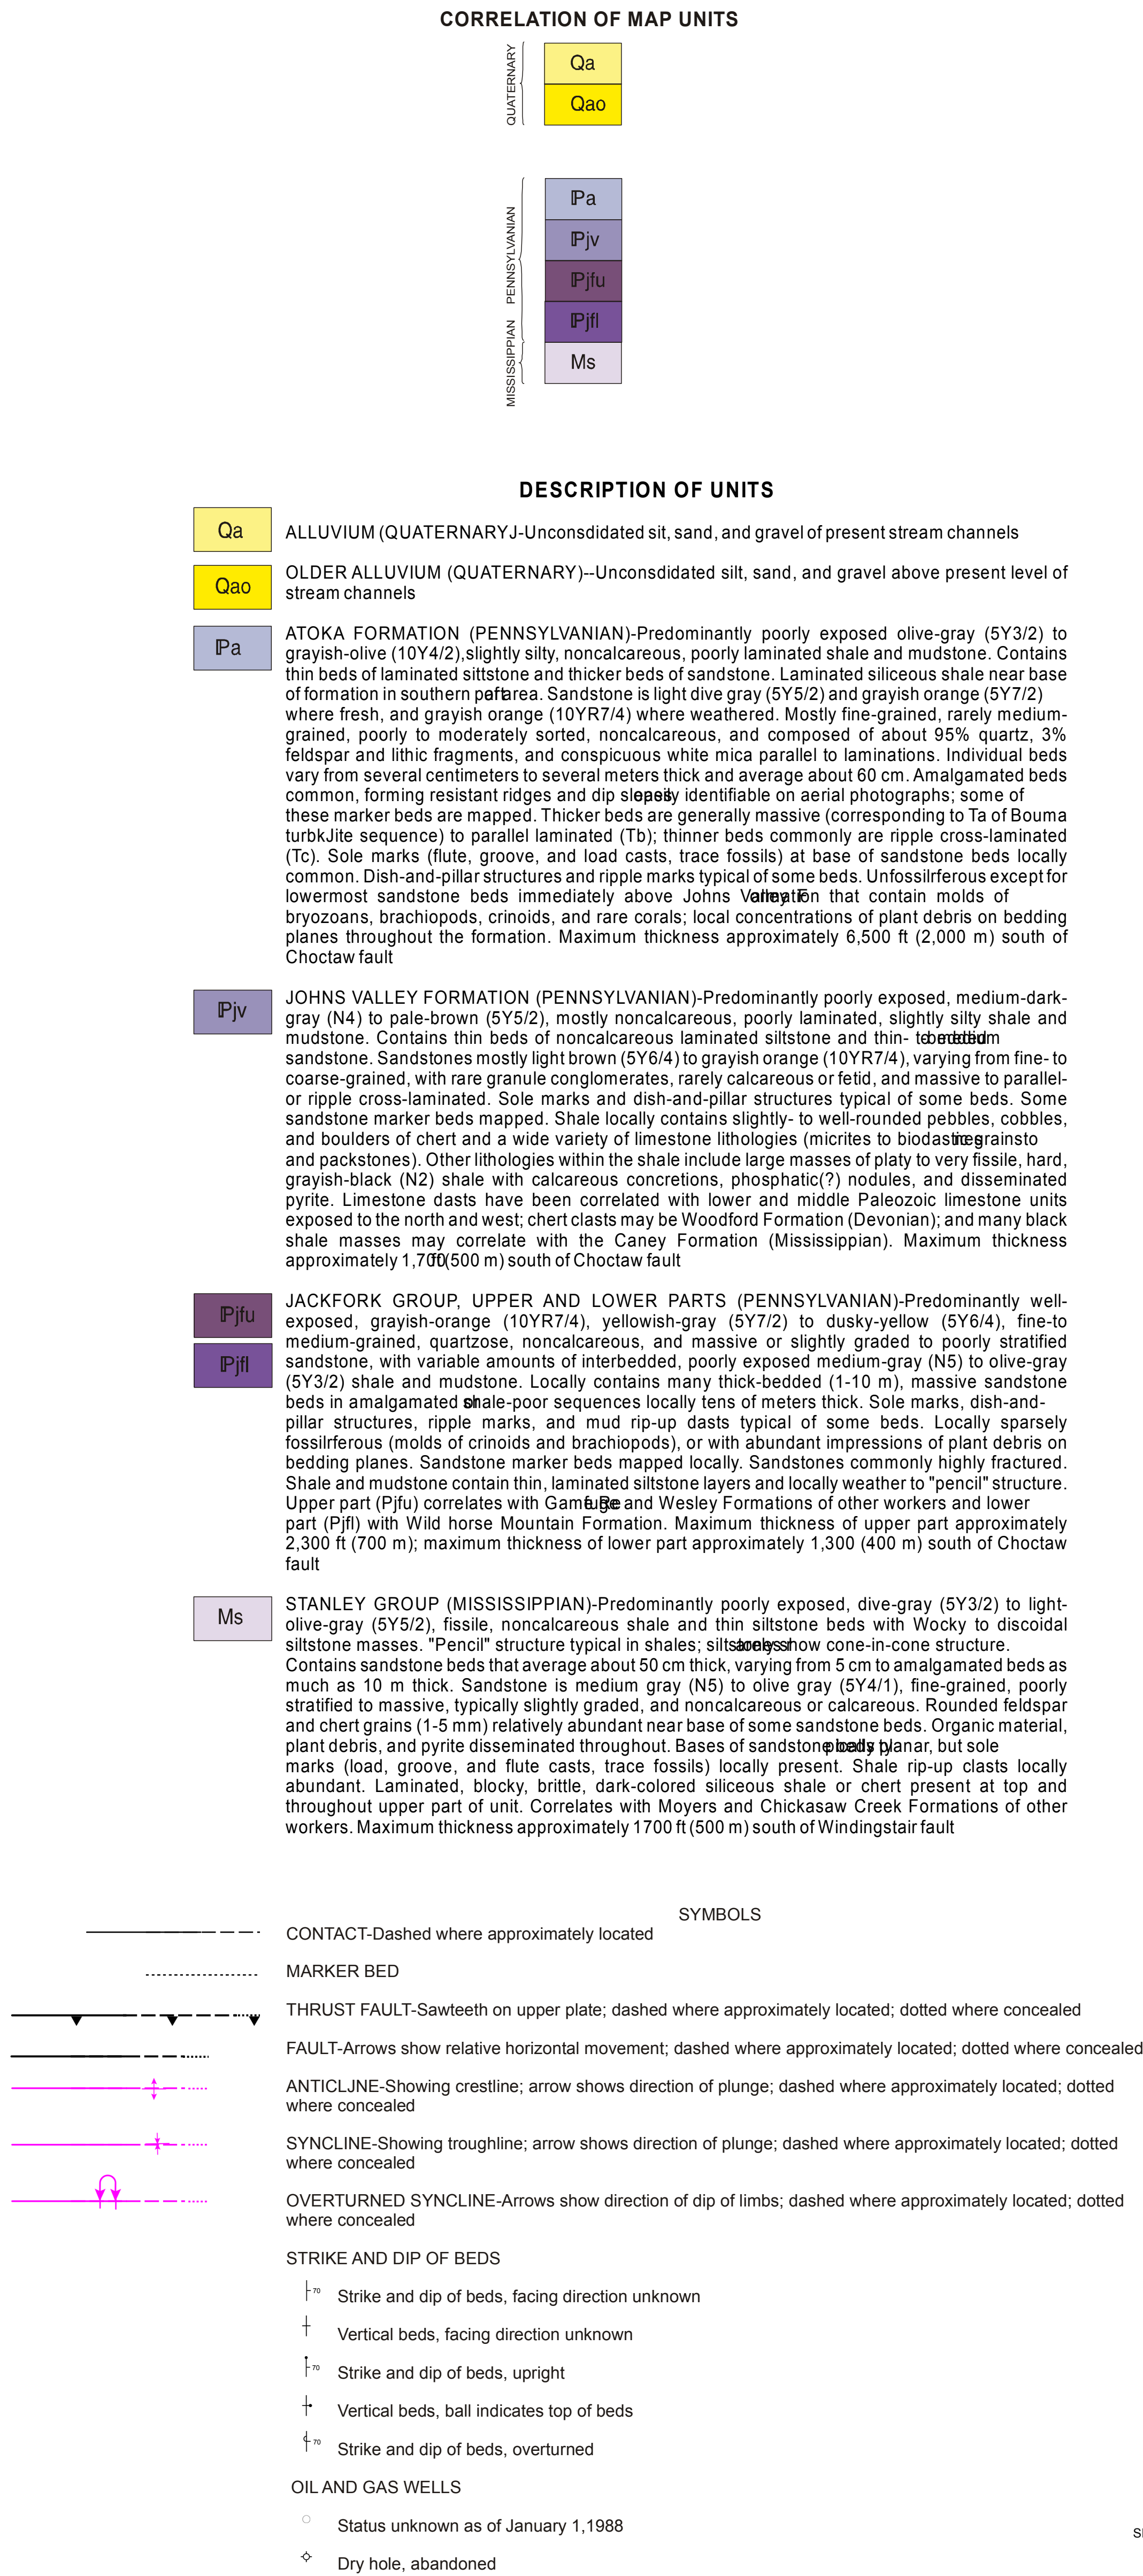 CORRELATION OF MAP UNITS
QUATERNARY
Qa
Qao
PENNSYLVANIAN
ℙa
ℙjv
ℙjfu
ℙjfl
MISSISSIPPIAN
Ms
DESCRIPTION OF UNITS
Qa
ALLUVIUM (QUATERNARYJ-Unconsdidated sit, sand, and gravel of present stream channels
Qao
OLDER ALLUVIUM (QUATERNARY)--Unconsdidated silt, sand, and gravel above present level of
stream channels
ℙa
ATOKA FORMATION (PENNSYLVANIAN)-Predominantly poorly exposed olive-gray (5Y3/2) to
grayish-olive (10Y4/2),slightly silty, noncalcareous, poorly laminated shale and mudstone. Contains
thin beds of laminated sittstone and thicker beds of sandstone. Laminated siliceous shale near base
of formation in southern area. Sandstone is light dive gray (5Y5/2) and grayish orange (5Y7/2)
where fresh, and grayish orange (10YR7/4) where weathered. Mostly fine-grained, rarely medium-
grained, poorly to moderately sorted, noncalcareous, and composed of about 95% quartz, 3%
feldspar and lithic fragments, and conspicuous white mica parallel to laminations. Individual beds
vary from several centimeters to several meters thick and average about 60 cm. Amalgamated beds
common, forming resistant ridges and dip identifiable on aerial photographs; some of
these marker beds are mapped. Thicker beds are generally massive (corresponding to Ta of Bouma
turbkJite sequence) to parallel laminated (Tb); thinner beds commonly are ripple cross-laminated
(Tc). Sole marks (flute, groove, and load casts, trace fossils) at base of sandstone beds locally
common. Dish-and-pillar structures and ripple marks typical of some beds. Unfossilrferous except for
lowermost sandstone beds immediately above Johns that contain molds of
bryozoans, brachiopods, crinoids, and rare corals; local concentrations of plant debris on bedding
planes throughout the formation. Maximum thickness approximately 6,500 ft (2,000 m) south of
Choctaw fault
ℙjv
JOHNS VALLEY FORMATION (PENNSYLVANIAN)-Predominantly poorly exposed, medium-dark-
gray (N4) to pale-brown (5Y5/2), mostly noncalcareous, poorly laminated, slightly silty shale and
mudstone. Contains thin beds of noncalcareous laminated siltstone and thin-
sandstone. Sandstones mostly light brown (5Y6/4) to grayish orange (10YR7/4), varying from fine- to
coarse-grained, with rare granule conglomerates, rarely calcareous or fetid, and massive to parallel-
or ripple cross-laminated. Sole marks and dish-and-pillar structures typical of some beds. Some
sandstone marker beds mapped. Shale locally contains slightly- to well-rounded pebbles, cobbles,
and boulders of chert and a wide variety of limestone lithologies (micrites to
and packstones). Other lithologies within the shale include large masses of platy to very fissile, hard,
grayish-black (N2) shale with calcareous concretions, phosphatic(?) nodules, and disseminated
pyrite. Limestone dasts have been correlated with lower and middle Paleozoic limestone units
exposed to the north and west; chert clasts may be Woodford Formation (Devonian); and many black
shale masses may correlate with the Caney Formation (Mississippian). Maximum thickness
approximately (500 m) south of Choctaw fault
ℙjfu
ℙjfl
JACKFORK GROUP, UPPER AND LOWER PARTS (PENNSYLVANIAN)-Predominantly well-
exposed, grayish-orange (10YR7/4), yellowish-gray (5Y7/2) to dusky-yellow (5Y6/4), fine-to
medium-grained, quartzose, noncalcareous, and massive or slightly graded to poorly stratified
sandstone, with variable amounts of interbedded, poorly exposed medium-gray (N5) to olive-gray
(5Y3/2) shale and mudstone. Locally contains many thick-bedded (1-10 m), massive sandstone
beds in amalgamated sequences locally tens of meters thick. Sole marks, dish-and-
pillar structures, ripple marks, and mud rip-up dasts typical of some beds. Locally sparsely
fossilrferous (molds of crinoids and brachiopods), or with abundant impressions of plant debris on
bedding planes. Sandstone marker beds mapped locally. Sandstones commonly highly fractured.
Shale and mudstone contain thin, laminated siltstone layers and locally weather to "pencil" structure.
Upper part (Pjfu) correlates with and Wesley Formations of other workers and lower
part (Pjfl) with Wild horse Mountain Formation. Maximum thickness of upper part approximately
2,300 ft (700 m); maximum thickness of lower part approximately 1,300 (400 m) south of Choctaw
fault
Ms
STANLEY GROUP (MISSISSIPPIAN)-Predominantly poorly exposed, dive-gray (5Y3/2) to light-
olive-gray (5Y5/2), fissile, noncalcareous shale and thin siltstone beds with Wocky to discoidal
siltstone masses. "Pencil" structure typical in shales; show cone-in-cone structure.
Contains sandstone beds that average about 50 cm thick, varying from 5 cm to amalgamated beds as
much as 10 m thick. Sandstone is medium gray (N5) to olive gray (5Y4/1), fine-grained, poorly
stratified to massive, typically slightly graded, and noncalcareous or calcareous. Rounded feldspar
and chert grains (1-5 mm) relatively abundant near base of some sandstone beds. Organic material,
plant debris, and pyrite disseminated throughout. Bases of planar, but sole
marks (load, groove, and flute casts, trace fossils) locally present. Shale rip-up clasts locally
abundant. Laminated, blocky, brittle, dark-colored siliceous shale or chert present at top and
throughout upper part of unit. Correlates with Moyers and Chickasaw Creek Formations of other
workers. Maximum thickness approximately 1700 ft (500 m) south of Windingstair fault
SYMBOLS
CONTACT-Dashed where approximately located
MARKER BED
THRUST FAULT-Sawteeth on upper plate; dashed where approximately located; dotted where concealed
FAULT-Arrows show relative horizontal movement; dashed where approximately located; dotted where concealed
ANTICLJNE-Showing crestline; arrow shows direction of plunge; dashed where approximately located; dotted
where concealed
SYNCLINE-Showing troughline; arrow shows direction of plunge; dashed where approximately located; dotted
where concealed
OVERTURNED SYNCLINE-Arrows show direction of dip of limbs; dashed where approximately located; dotted
where concealed
STRIKE AND DIP OF BEDS
70 Strike and dip of beds, facing direction unknown
Vertical beds, facing direction unknown
70 Strike and dip of beds, upright
Vertical beds, ball indicates top of beds
70 Strike and dip of beds, overturned
OIL AND GAS WELLS
Status unknown as of January 1,1988
Dry hole, abandoned